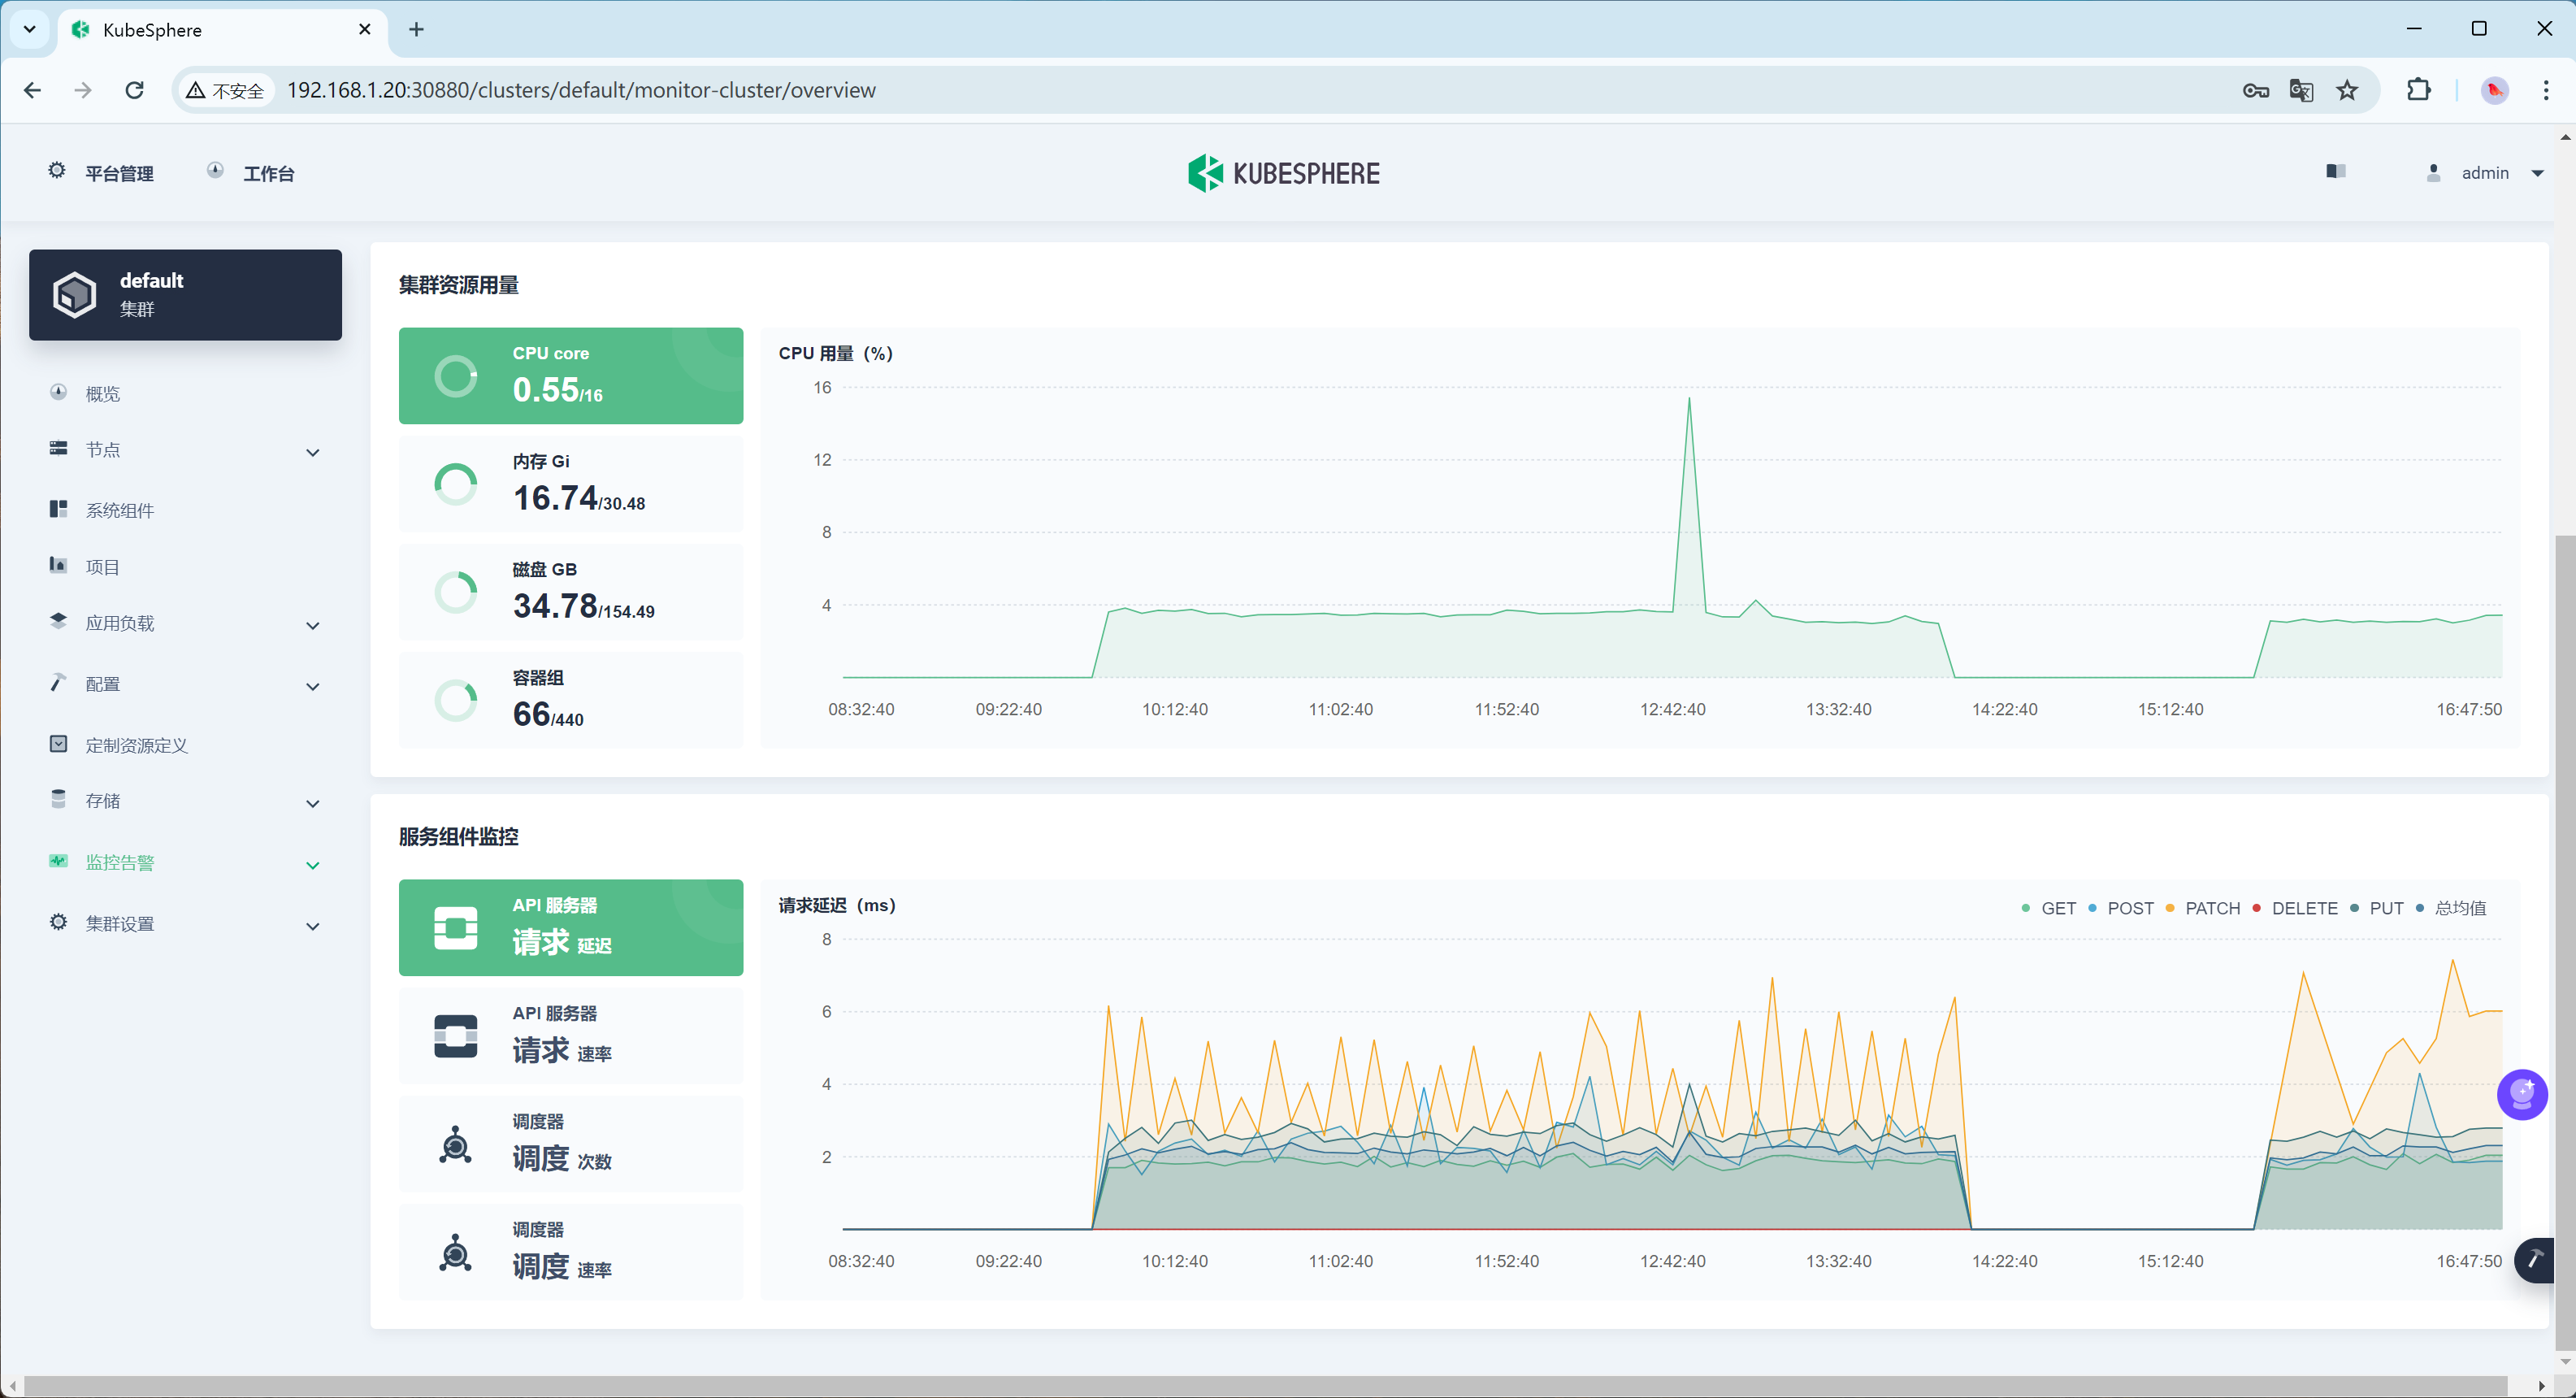 KubeSphere
不安全
192.168.1.20:30880/clusters/default/monitor-cluster/overview
平台管理
工作台
KUBESPHERE
admin
default
集群
概览
节点
系统组件
项目
应用负载
配置
定制资源定义
存储
监控告警
集群设置
集群资源用量
CPU core
0.55/16
内存 Gi
16.74/30.48
磁盘 GB
34.78/154.49
容器组
66/440
CPU 用量（%）
16
12
8
4
08:32:40 09:22:40 10:12:40 11:02:40 11:52:40 12:42:40 13:32:40 14:22:40 15:12:40 16:47:50
服务组件监控
API 服务器
请求 延迟
API 服务器
请求 速率
调度器
调度 次数
调度器
调度 速率
请求延迟（ms）
GET POST PATCH DELETE PUT 总均值
8
6
4
2
08:32:40 09:22:40 10:12:40 11:02:40 11:52:40 12:42:40 13:32:40 14:22:40 15:12:40 16:47:50